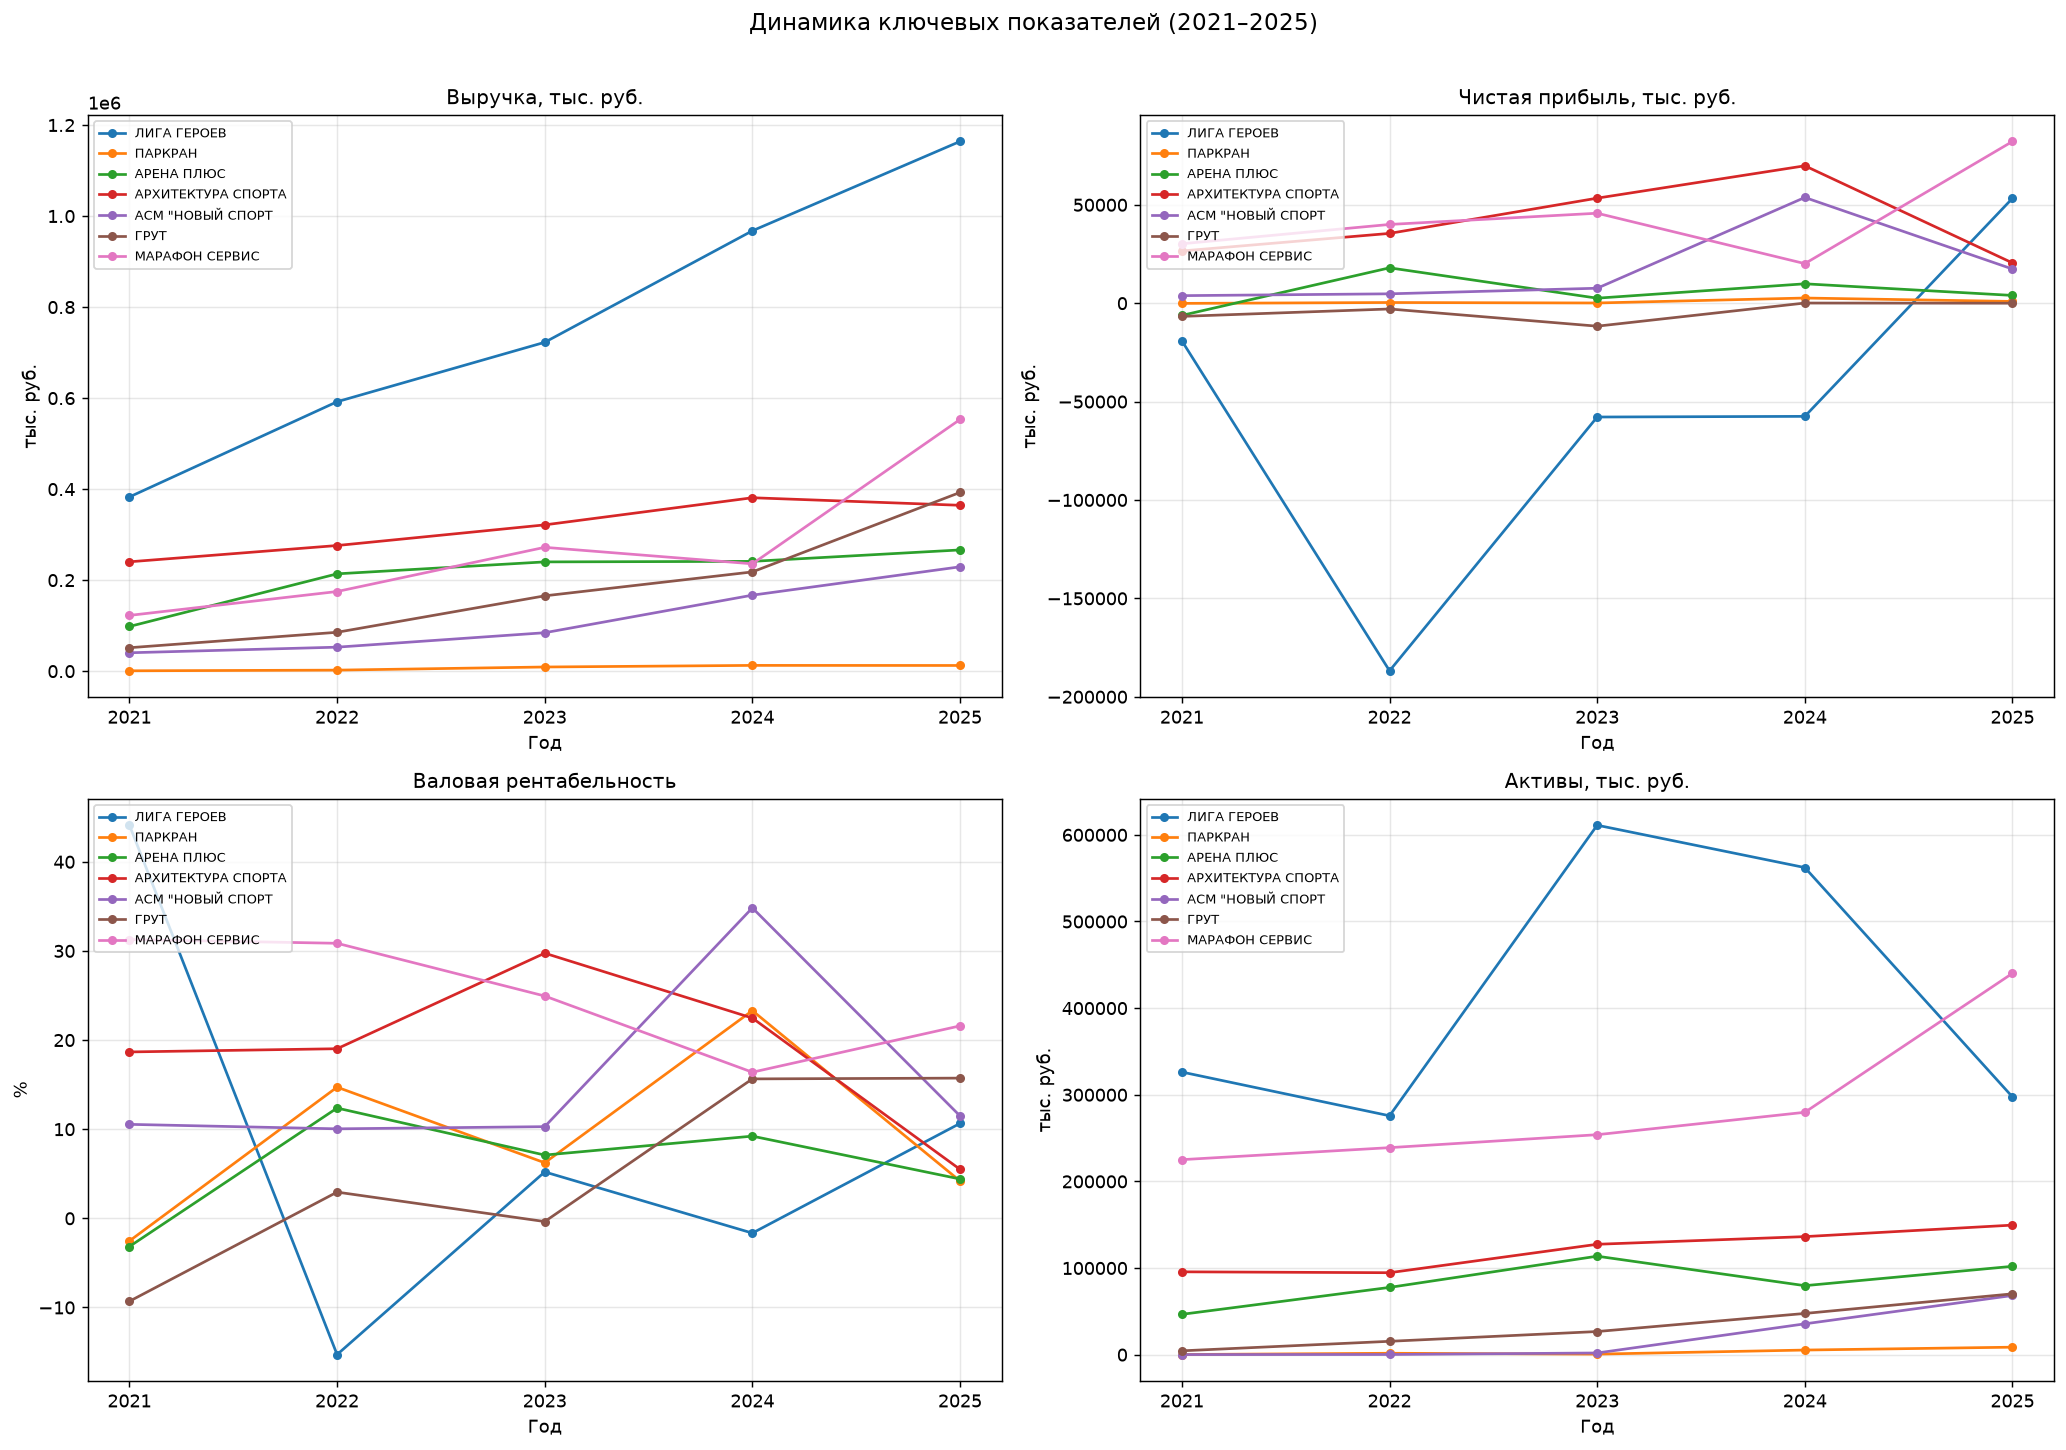 Динамика ключевых показателей (2021–2025)
Выручка, тыс. руб.
1e6
1.2
1.0
0.8
0.6
0.4
0.2
0.0
тыс. руб.
ЛИГА ГЕРОЕВ
ПАРКРАН
АРЕНА ПЛЮС
АРХИТЕКТУРА СПОРТА
АСМ "НОВЫЙ СПОРТ
ГРУТ
МАРАФОН СЕРВИС
2021 2022 2023 2024 2025
Год
Чистая прибыль, тыс. руб.
50000
0
−50000
−100000
−150000
−200000
тыс. руб.
ЛИГА ГЕРОЕВ
ПАРКРАН
АРЕНА ПЛЮС
АРХИТЕКТУРА СПОРТА
АСМ "НОВЫЙ СПОРТ
ГРУТ
МАРАФОН СЕРВИС
2021 2022 2023 2024 2025
Год
Валовая рентабельность
40
30
20
10
0
−10
%
ЛИГА ГЕРОЕВ
ПАРКРАН
АРЕНА ПЛЮС
АРХИТЕКТУРА СПОРТА
АСМ "НОВЫЙ СПОРТ
ГРУТ
МАРАФОН СЕРВИС
2021 2022 2023 2024 2025
Год
Активы, тыс. руб.
600000
500000
400000
300000
200000
100000
0
тыс. руб.
ЛИГА ГЕРОЕВ
ПАРКРАН
АРЕНА ПЛЮС
АРХИТЕКТУРА СПОРТА
АСМ "НОВЫЙ СПОРТ
ГРУТ
МАРАФОН СЕРВИС
2021 2022 2023 2024 2025
Год